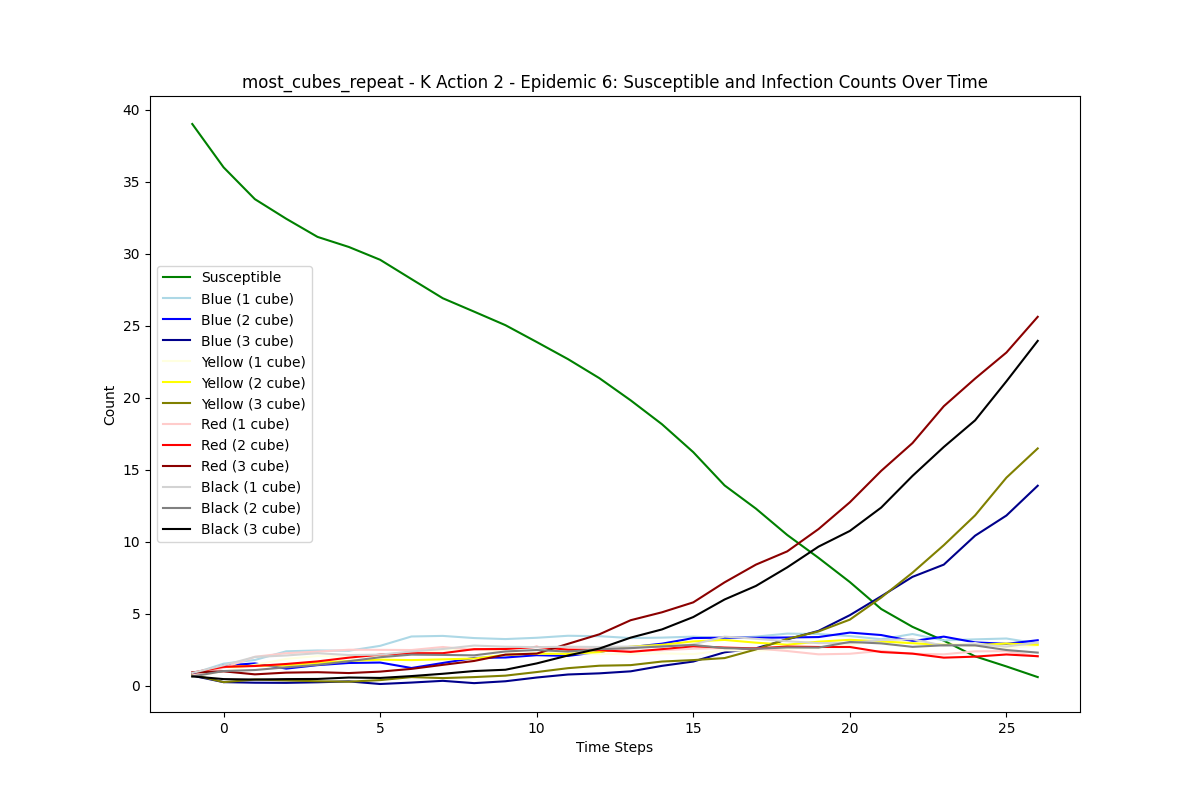 most_cubes_repeat - K Action 2 - Epidemic 6: Susceptible and Infection Counts Over Time
40
35
30
25
20
15
10
5
0
Count
Susceptible
Blue (1 cube)
Blue (2 cube)
Blue (3 cube)
Yellow (1 cube)
Yellow (2 cube)
Yellow (3 cube)
Red (1 cube)
Red (2 cube)
Red (3 cube)
Black (1 cube)
Black (2 cube)
Black (3 cube)
0 5 10 15 20 25
Time Steps